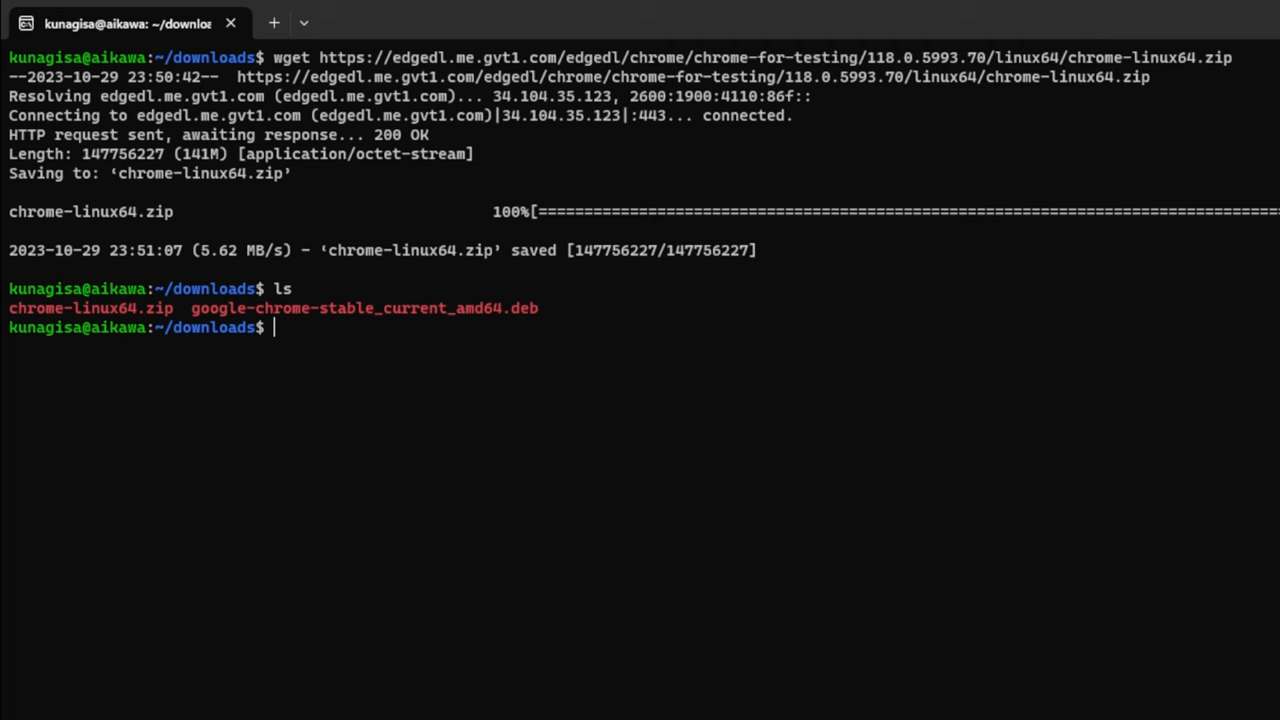 kunagisa@aikawa: ~/downloa
kunagisa@aikawa:~/downloads$ wget https://edgedl.me.gvt1.com/edgedl/chrome/chrome-for-testing/118.0.5993.70/linux64/chrome-linux64.zip
--2023-10-29 23:50:42--  https://edgedl.me.gvt1.com/edgedl/chrome/chrome-for-testing/118.0.5993.70/linux64/chrome-linux64.zip
Resolving edgedl.me.gvt1.com (edgedl.me.gvt1.com)... 34.104.35.123, 2600:1900:4110:86f::
Connecting to edgedl.me.gvt1.com (edgedl.me.gvt1.com)|34.104.35.123|:443... connected.
HTTP request sent, awaiting response... 200 OK
Length: 147756227 (141M) [application/octet-stream]
Saving to: ‘chrome-linux64.zip’
chrome-linux64.zip                                   100%[=================================================================================
2023-10-29 23:51:07 (5.62 MB/s) - ‘chrome-linux64.zip’ saved [147756227/147756227]
kunagisa@aikawa:~/downloads$ ls
chrome-linux64.zip  google-chrome-stable_current_amd64.deb
kunagisa@aikawa:~/downloads$